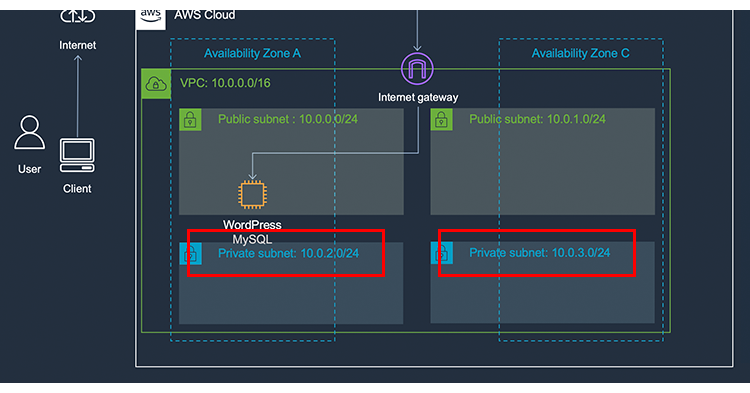 aws
AWS Cloud
Internet
Availability Zone A
Availability Zone C
VPC: 10.0.0.0/16
Internet gateway
Public subnet : 10.0.0.0/24
Public subnet: 10.0.1.0/24
User
Client
WordPress
MySQL
Private subnet: 10.0.2.0/24
Private subnet: 10.0.3.0/24